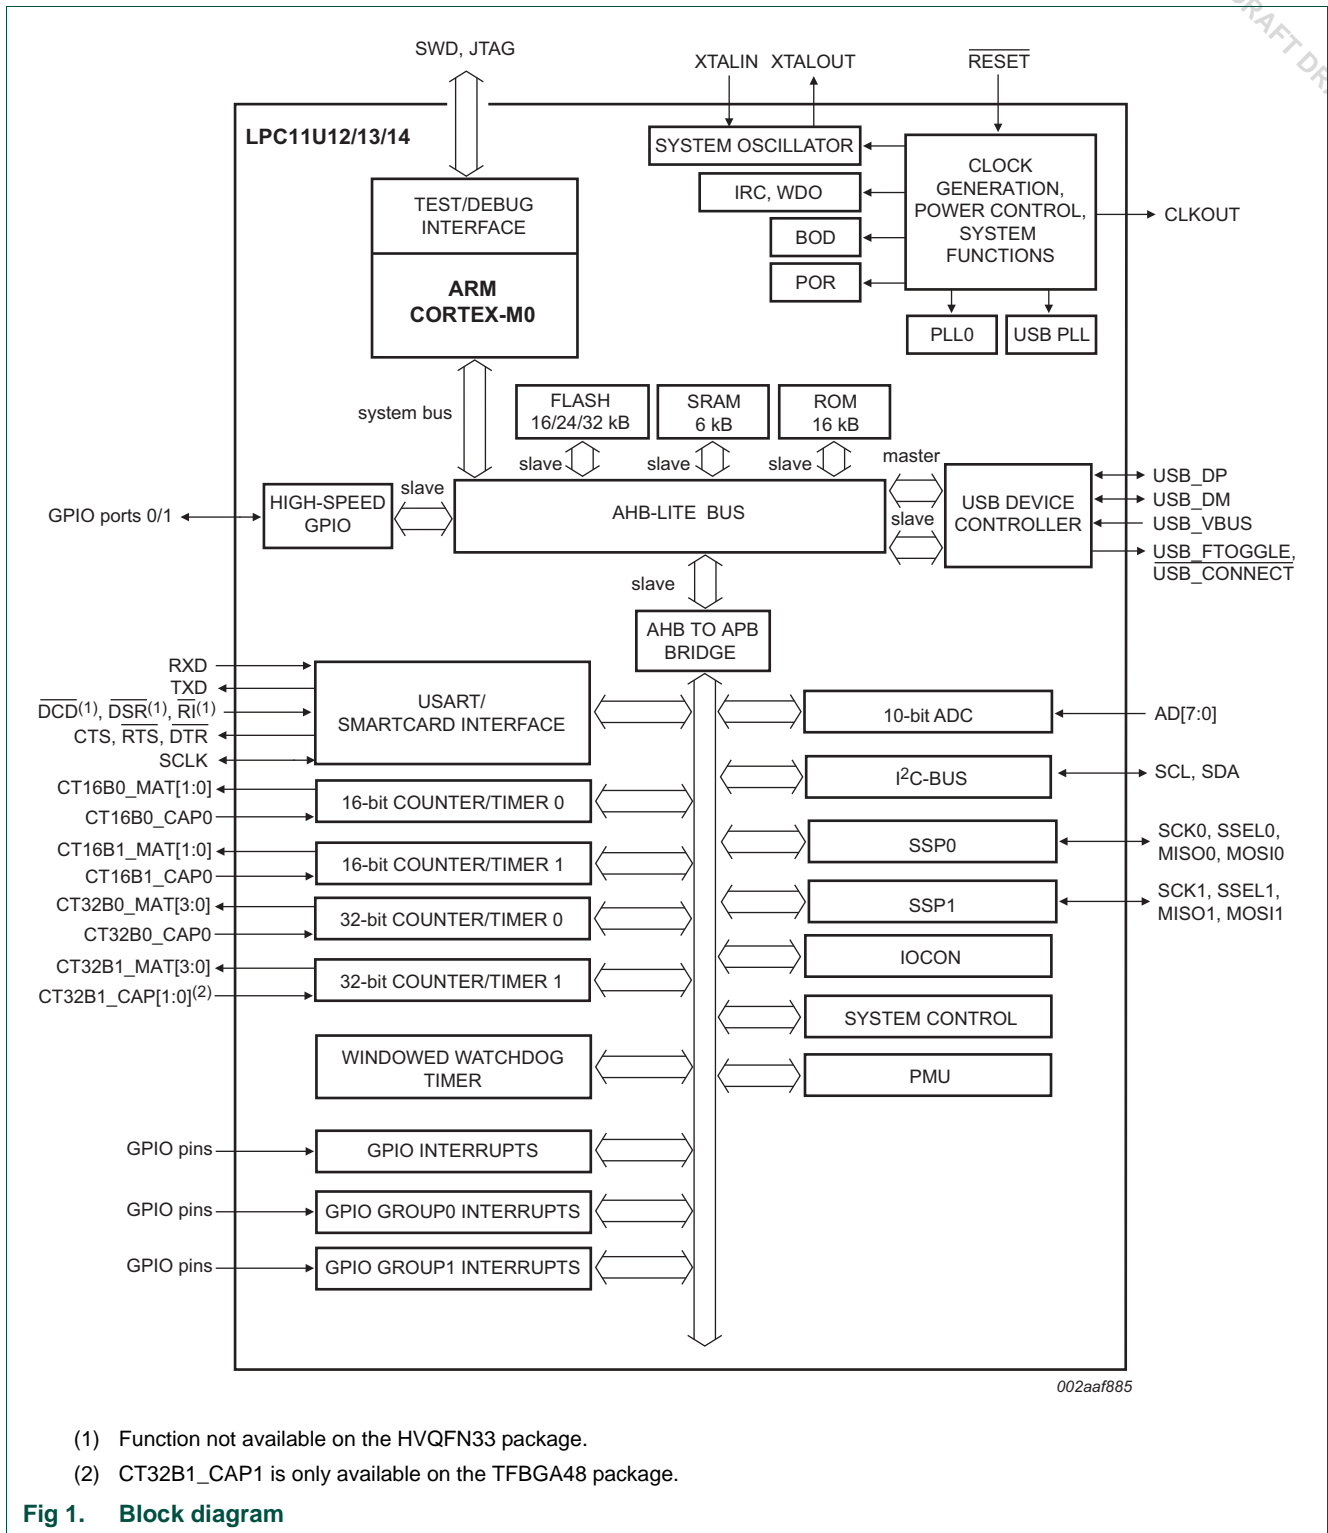 DRAFT DRA
SWD, JTAG
XTALIN XTALOUT
RESET
LPC11U12/13/14
SYSTEM OSCILLATOR
IRC, WDO
BOD
POR
CLOCK
GENERATION,
POWER CONTROL,
SYSTEM
FUNCTIONS
CLKOUT
PLL0
USB PLL
TEST/DEBUG
INTERFACE
ARM
CORTEX-M0
system bus
FLASH
16/24/32 kB
SRAM
6 kB
ROM
16 kB
slave
slave
slave
master
slave
slave
GPIO ports 0/1
HIGH-SPEED
GPIO
AHB-LITE BUS
USB DEVICE
CONTROLLER
USB_DP
USB_DM
USB_VBUS
USB_FTOGGLE,
USB_CONNECT
slave
AHB TO APB
BRIDGE
RXD
TXD
DCD(1), DSR(1), RI(1)
CTS, RTS, DTR
SCLK
USART/
SMARTCARD INTERFACE
CT16B0_MAT[1:0]
CT16B0_CAP0
16-bit COUNTER/TIMER 0
CT16B1_MAT[1:0]
CT16B1_CAP0
16-bit COUNTER/TIMER 1
CT32B0_MAT[3:0]
CT32B0_CAP0
32-bit COUNTER/TIMER 0
CT32B1_MAT[3:0]
CT32B1_CAP[1:0](2)
32-bit COUNTER/TIMER 1
WINDOWED WATCHDOG
TIMER
GPIO pins
GPIO INTERRUPTS
GPIO pins
GPIO GROUP0 INTERRUPTS
GPIO pins
GPIO GROUP1 INTERRUPTS
10-bit ADC
AD[7:0]
I2C-BUS
SCL, SDA
SSP0
SCK0, SSEL0,
MISO0, MOSI0
SSP1
SCK1, SSEL1,
MISO1, MOSI1
IOCON
SYSTEM CONTROL
PMU
002aaf885
(1) Function not available on the HVQFN33 package.
(2) CT32B1_CAP1 is only available on the TFBGA48 package.
Fig 1. Block diagram